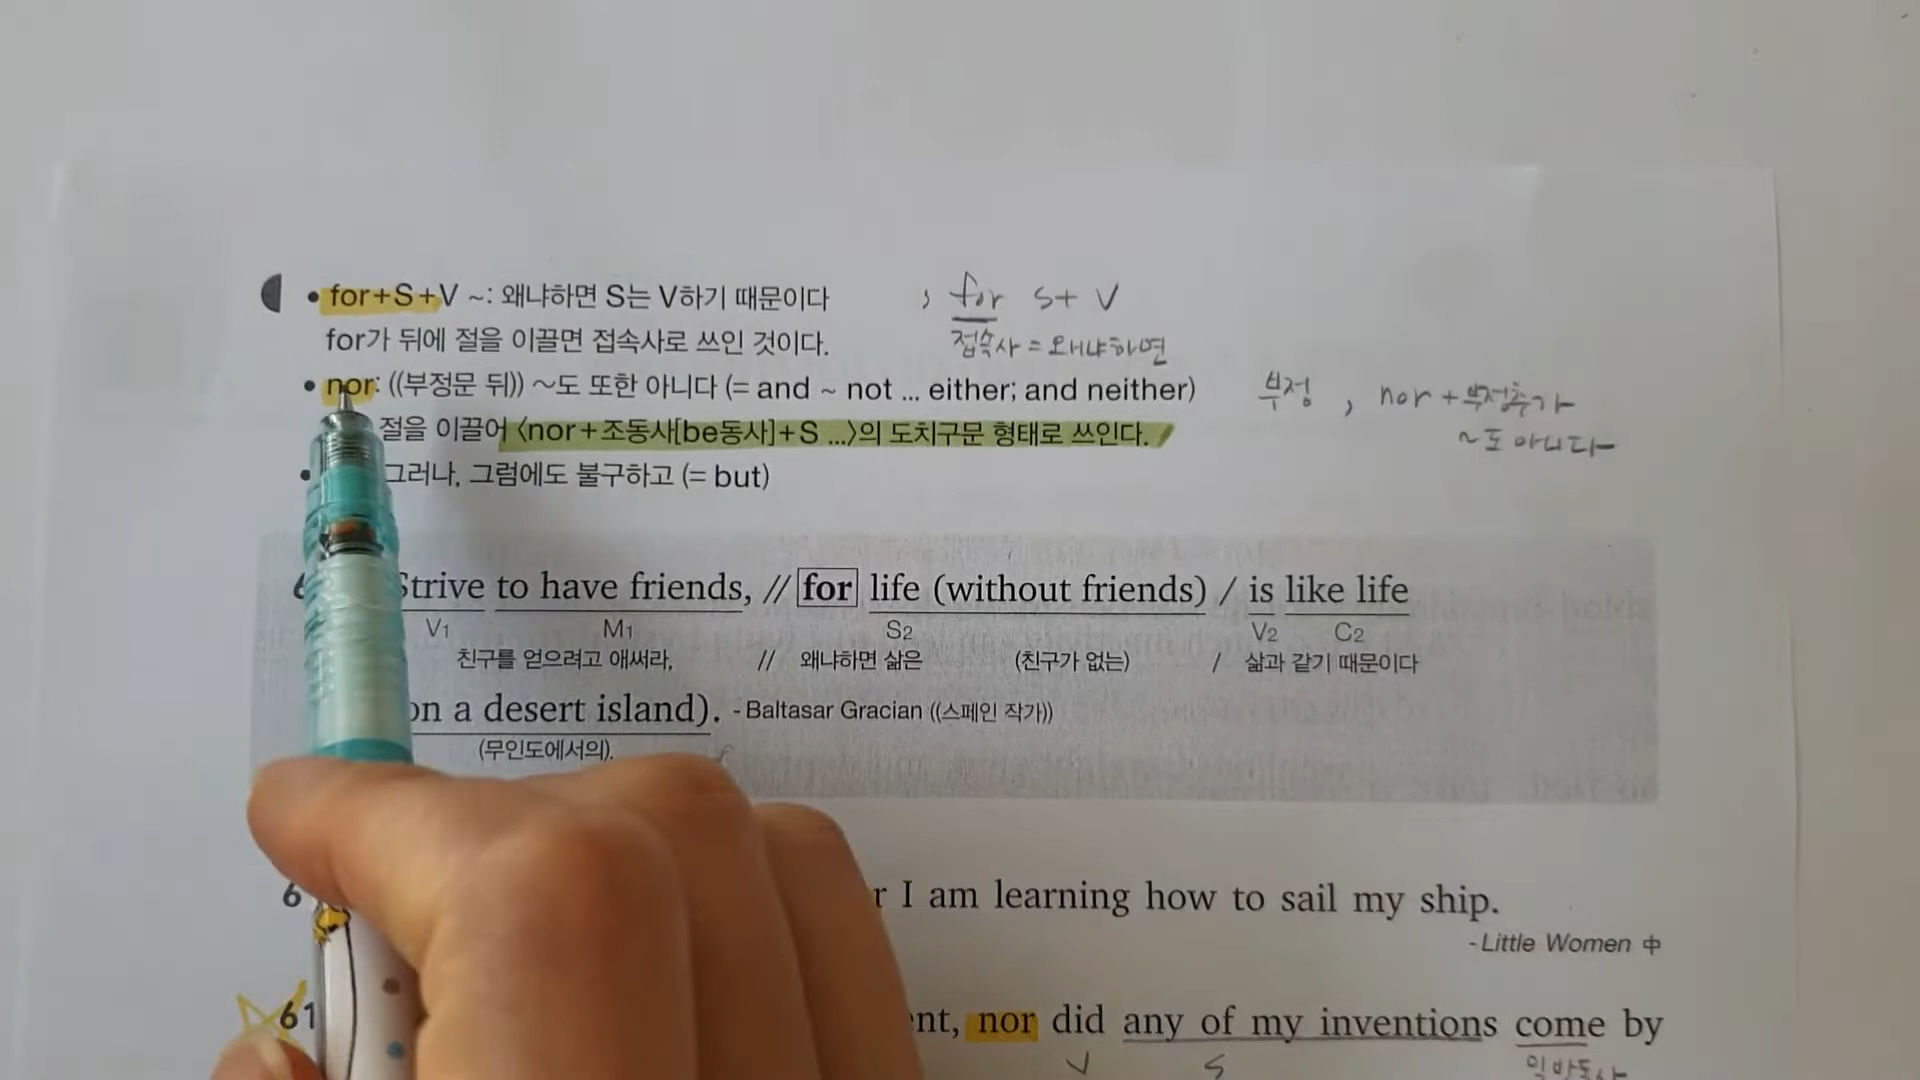 • for+S+V ~: 왜냐하면 S는 V하기 때문이다
, for S+ V
for가 뒤에 절을 이끌면 접속사로 쓰인 것이다.
접속사 = 왜냐하면
• nor: ((부정문 뒤)) ~도 또한 아니다 (= and ~ not ... either; and neither)
부정 , nor + 부정추가
절을 이끌어 〈nor+조동사[be동사]+S ...〉의 도치구문 형태로 쓰인다.
~도 아니다
• 그러나, 그럼에도 불구하고 (= but)
Strive to have friends, // for life (without friends) / is like life
V1 M1 S2 V2 C2
친구를 얻으려고 애써라, // 왜냐하면 삶은 (친구가 없는) / 삶과 같기 때문이다
on a desert island). - Baltasar Gracian ((스페인 작가))
(무인도에서의).
I am learning how to sail my ship.
- Little Women 中
61
nor did any of my inventions come by
V S
일반동사